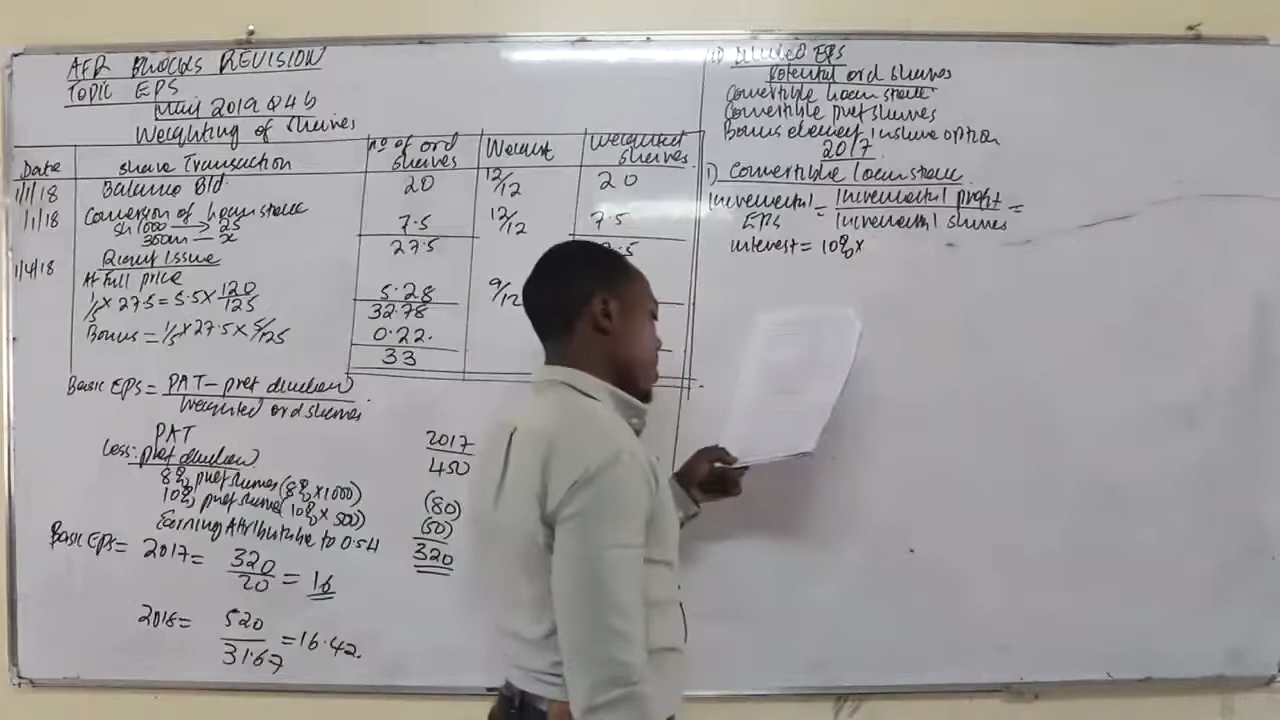 AFR BLOCKS REVISION
TOPIC EPS
May 2019 Q4b
Weighting of shares
Date
Share Transaction
no of ord shares
Weight
Weighted shares
1/1/18
Balance Bld.
20
12/12
20
1/1/18
Conversion of loan stock
sh 1000 → 25
300m — x
7.5
12/12
7.5
27.5
.5
1/4/18
Right Issue
At Full price
1/5 × 27.5 = 5.5 × 120/125
5.28
9/12
32.78
Bonus = 1/5 × 27.5 × 5/125
0.22.
33
Basic EPS = PAT - pref dividend
Weighted ord shares
2017
PAT
450
Less: pref dividend
8% pref shares (8% × 1000)
(80)
10% pref shares (10% × 500)
(50)
Earning Attributable to O.SH
320
Basic EPS = 2017 = 320/20 = 16
2018 = 520/31.67 = 16.42.
Diluted EPS
Potential ord shares
Convertible loan stock
Convertible pref shares
Bonus element in share option
2017
1) Convertible loan stock
Incremental EPS = Incremental profit / Incremental shares =
interest = 10% ×